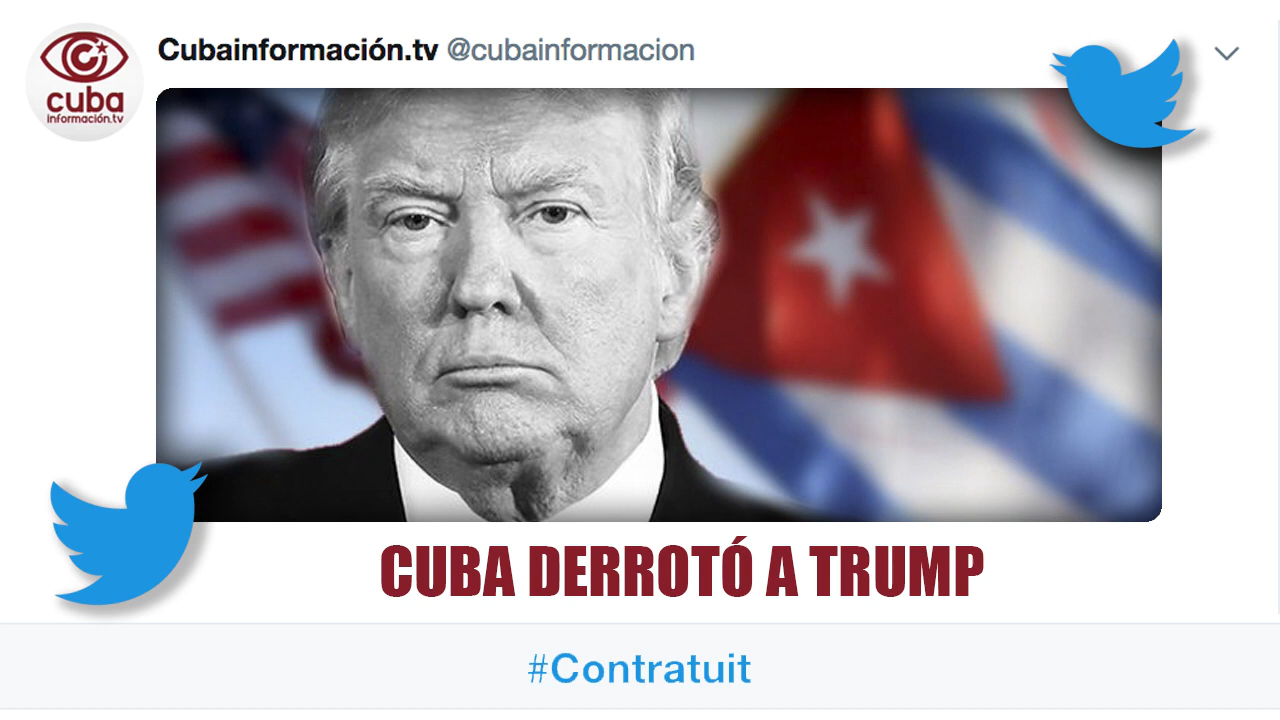 Cubainformación.tv @cubainformacion
cuba
información.tv
CUBA DERROTÓ A TRUMP
#Contratuit